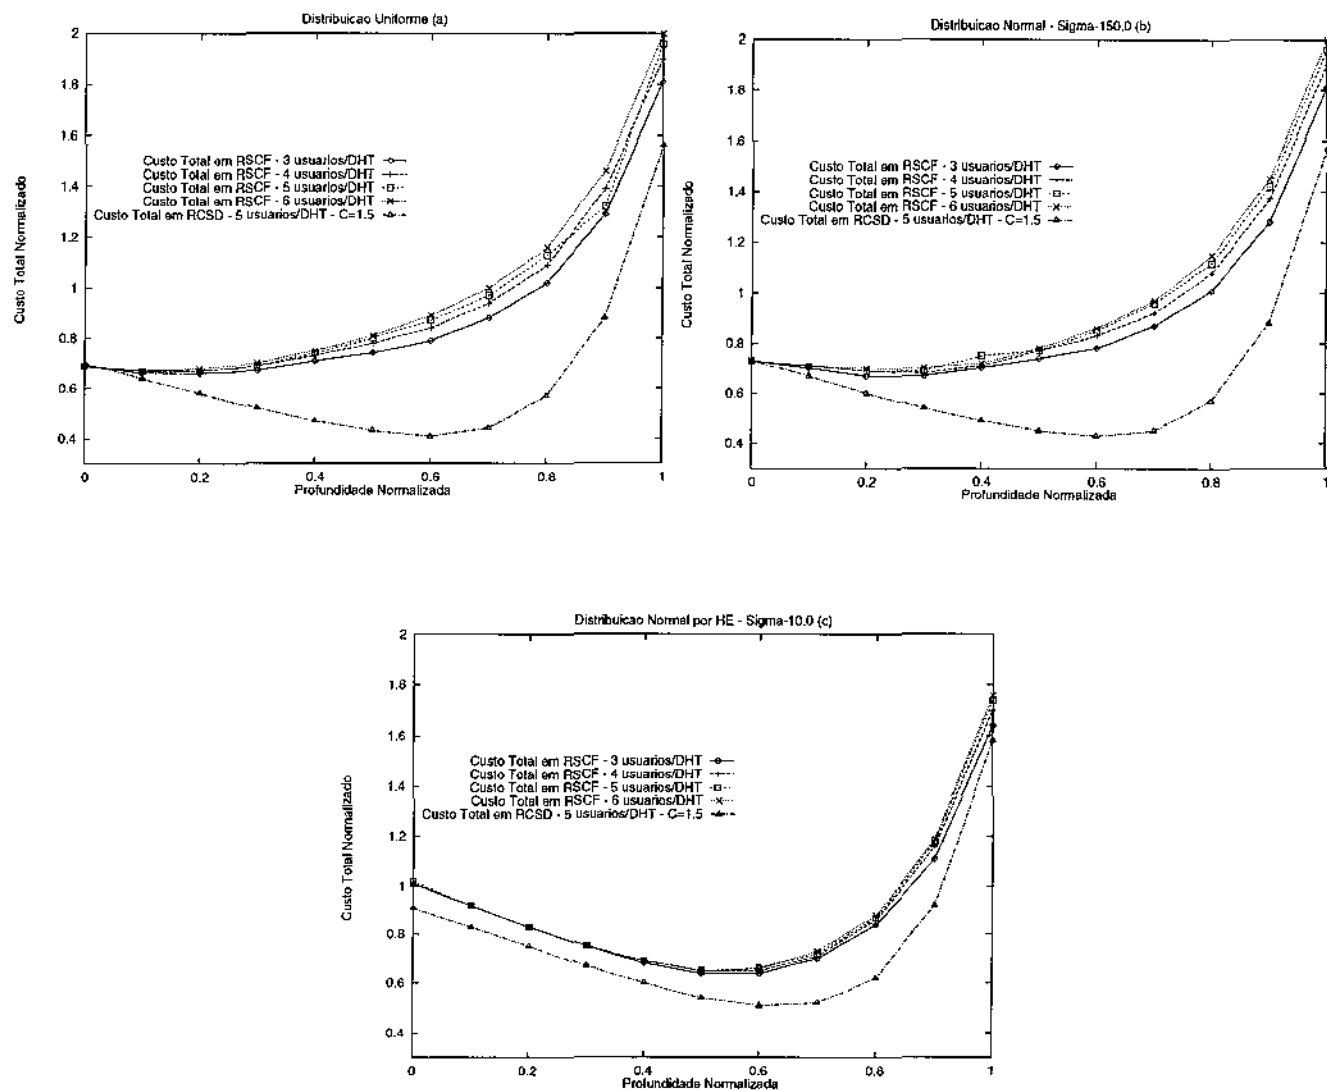 Distribuicao Uniforme (a)
2
1.8
1.6
1.4
1.2
1
0.8
0.6
0.4
Custo Total Normalizado
Custo Total em RSCF - 3 usuarios/DHT
Custo Total em RSCF - 4 usuarios/DHT
Custo Total em RSCF - 5 usuarios/DHT
Custo Total em RSCF - 6 usuarios/DHT
Custo Total em RCSD - 5 usuarios/DHT - C=1.5
0 0.2 0.4 0.6 0.8 1
Profundidade Normalizada
Distribuicao Normal - Sigma-150.0 (b)
2
1.8
1.6
1.4
1.2
1
0.8
0.6
0.4
Custo Total Normalizado
Custo Total em RSCF - 3 usuarios/DHT
Custo Total em RSCF - 4 usuarios/DHT
Custo Total em RSCF - 5 usuarios/DHT
Custo Total em RSCF - 6 usuarios/DHT
Custo Total em RCSD - 5 usuarios/DHT - C=1.5
0 0.2 0.4 0.6 0.8 1
Profundidade Normalizada
Distribuicao Normal por HE - Sigma-10.0 (c)
2
1.8
1.6
1.4
1.2
1
0.8
0.6
0.4
Custo Total Normalizado
Custo Total em RSCF - 3 usuarios/DHT
Custo Total em RSCF - 4 usuarios/DHT
Custo Total em RSCF - 5 usuarios/DHT
Custo Total em RSCF - 6 usuarios/DHT
Custo Total em RCSD - 5 usuarios/DHT - C=1.5
0 0.2 0.4 0.6 0.8 1
Profundidade Normalizada